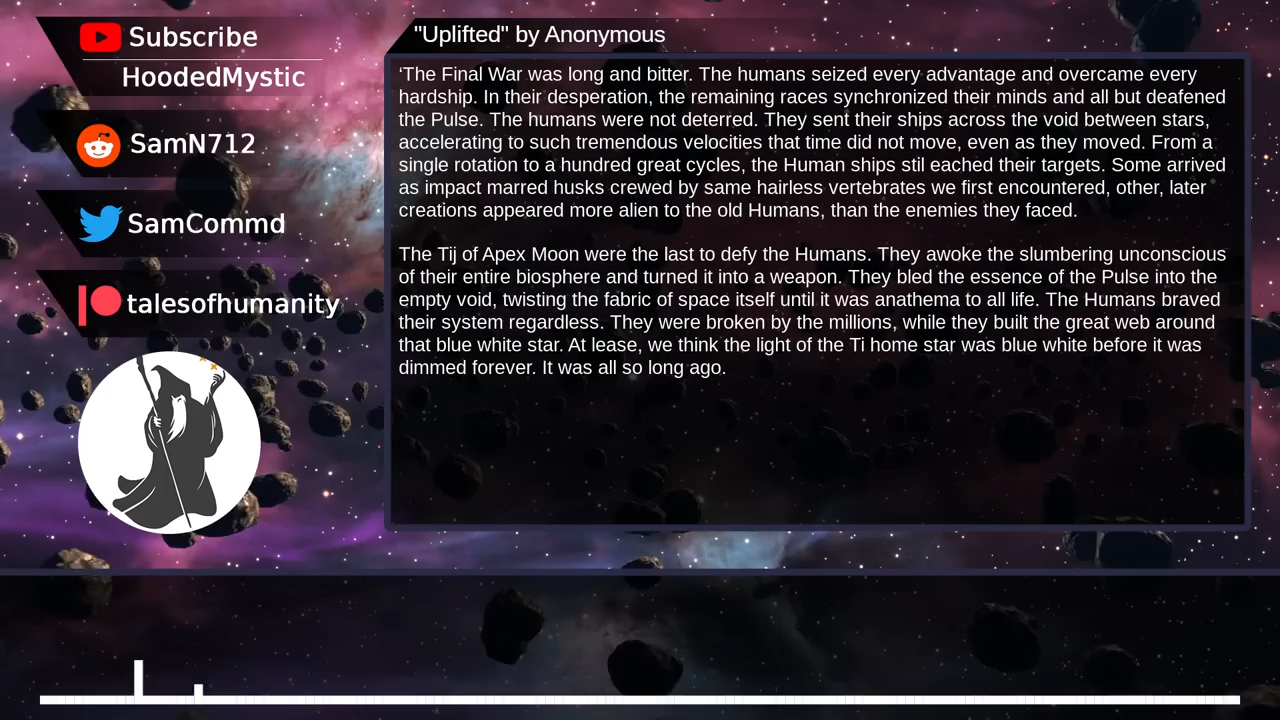 Subscribe
HoodedMystic
SamN712
SamCommd
talesofhumanity
"Uplifted" by Anonymous
‘The Final War was long and bitter. The humans seized every advantage and overcame every
hardship. In their desperation, the remaining races synchronized their minds and all but deafened
the Pulse. The humans were not deterred. They sent their ships across the void between stars,
accelerating to such tremendous velocities that time did not move, even as they moved. From a
single rotation to a hundred great cycles, the Human ships stil eached their targets. Some arrived
as impact marred husks crewed by same hairless vertebrates we first encountered, other, later
creations appeared more alien to the old Humans, than the enemies they faced.
The Tij of Apex Moon were the last to defy the Humans. They awoke the slumbering unconscious
of their entire biosphere and turned it into a weapon. They bled the essence of the Pulse into the
empty void, twisting the fabric of space itself until it was anathema to all life. The Humans braved
their system regardless. They were broken by the millions, while they built the great web around
that blue white star. At lease, we think the light of the Ti home star was blue white before it was
dimmed forever. It was all so long ago.